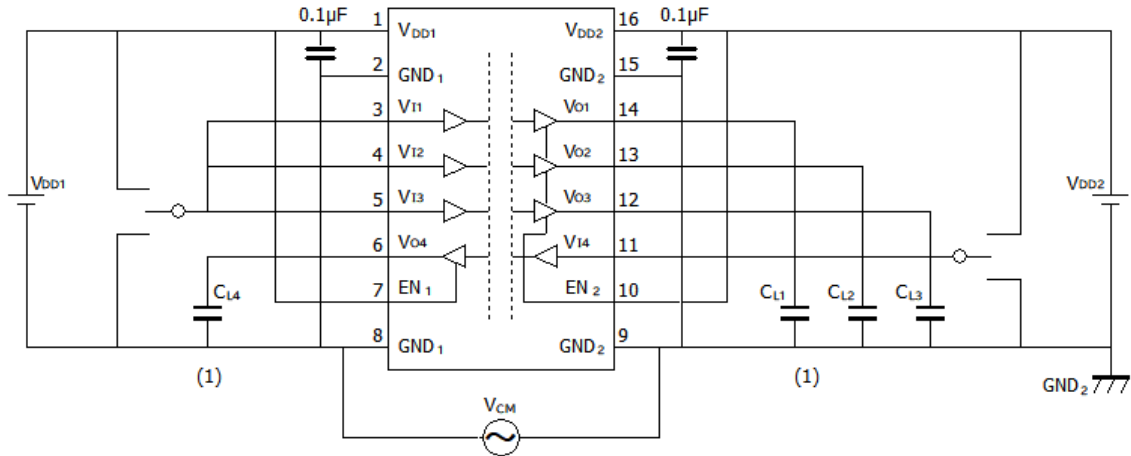 0.1µF
1
VDD1
VDD2
16
0.1µF
2
GND1
GND2
15
3
VI1
VO1
14
4
VI2
VO2
13
VDD1
VDD2
5
VI3
VO3
12
6
VO4
VI4
11
CL4
7
EN1
EN2
10
CL1
CL2
CL3
8
GND1
GND2
9
(1)
(1)
GND2
VCM